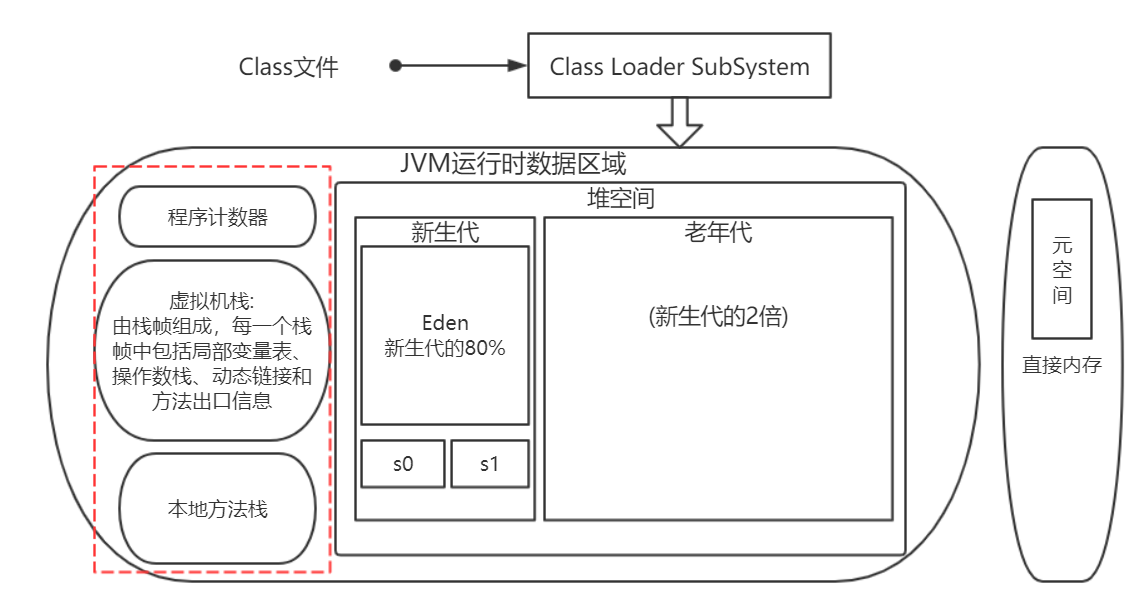 Class文件
Class Loader SubSystem
JVM运行时数据区域
程序计数器
虚拟机栈:
由栈帧组成，每一个栈
帧中包括局部变量表、
操作数栈、动态链接和
方法出口信息
本地方法栈
堆空间
新生代
Eden
新生代的80%
s0
s1
老年代
(新生代的2倍)
元
空
间
直接内存